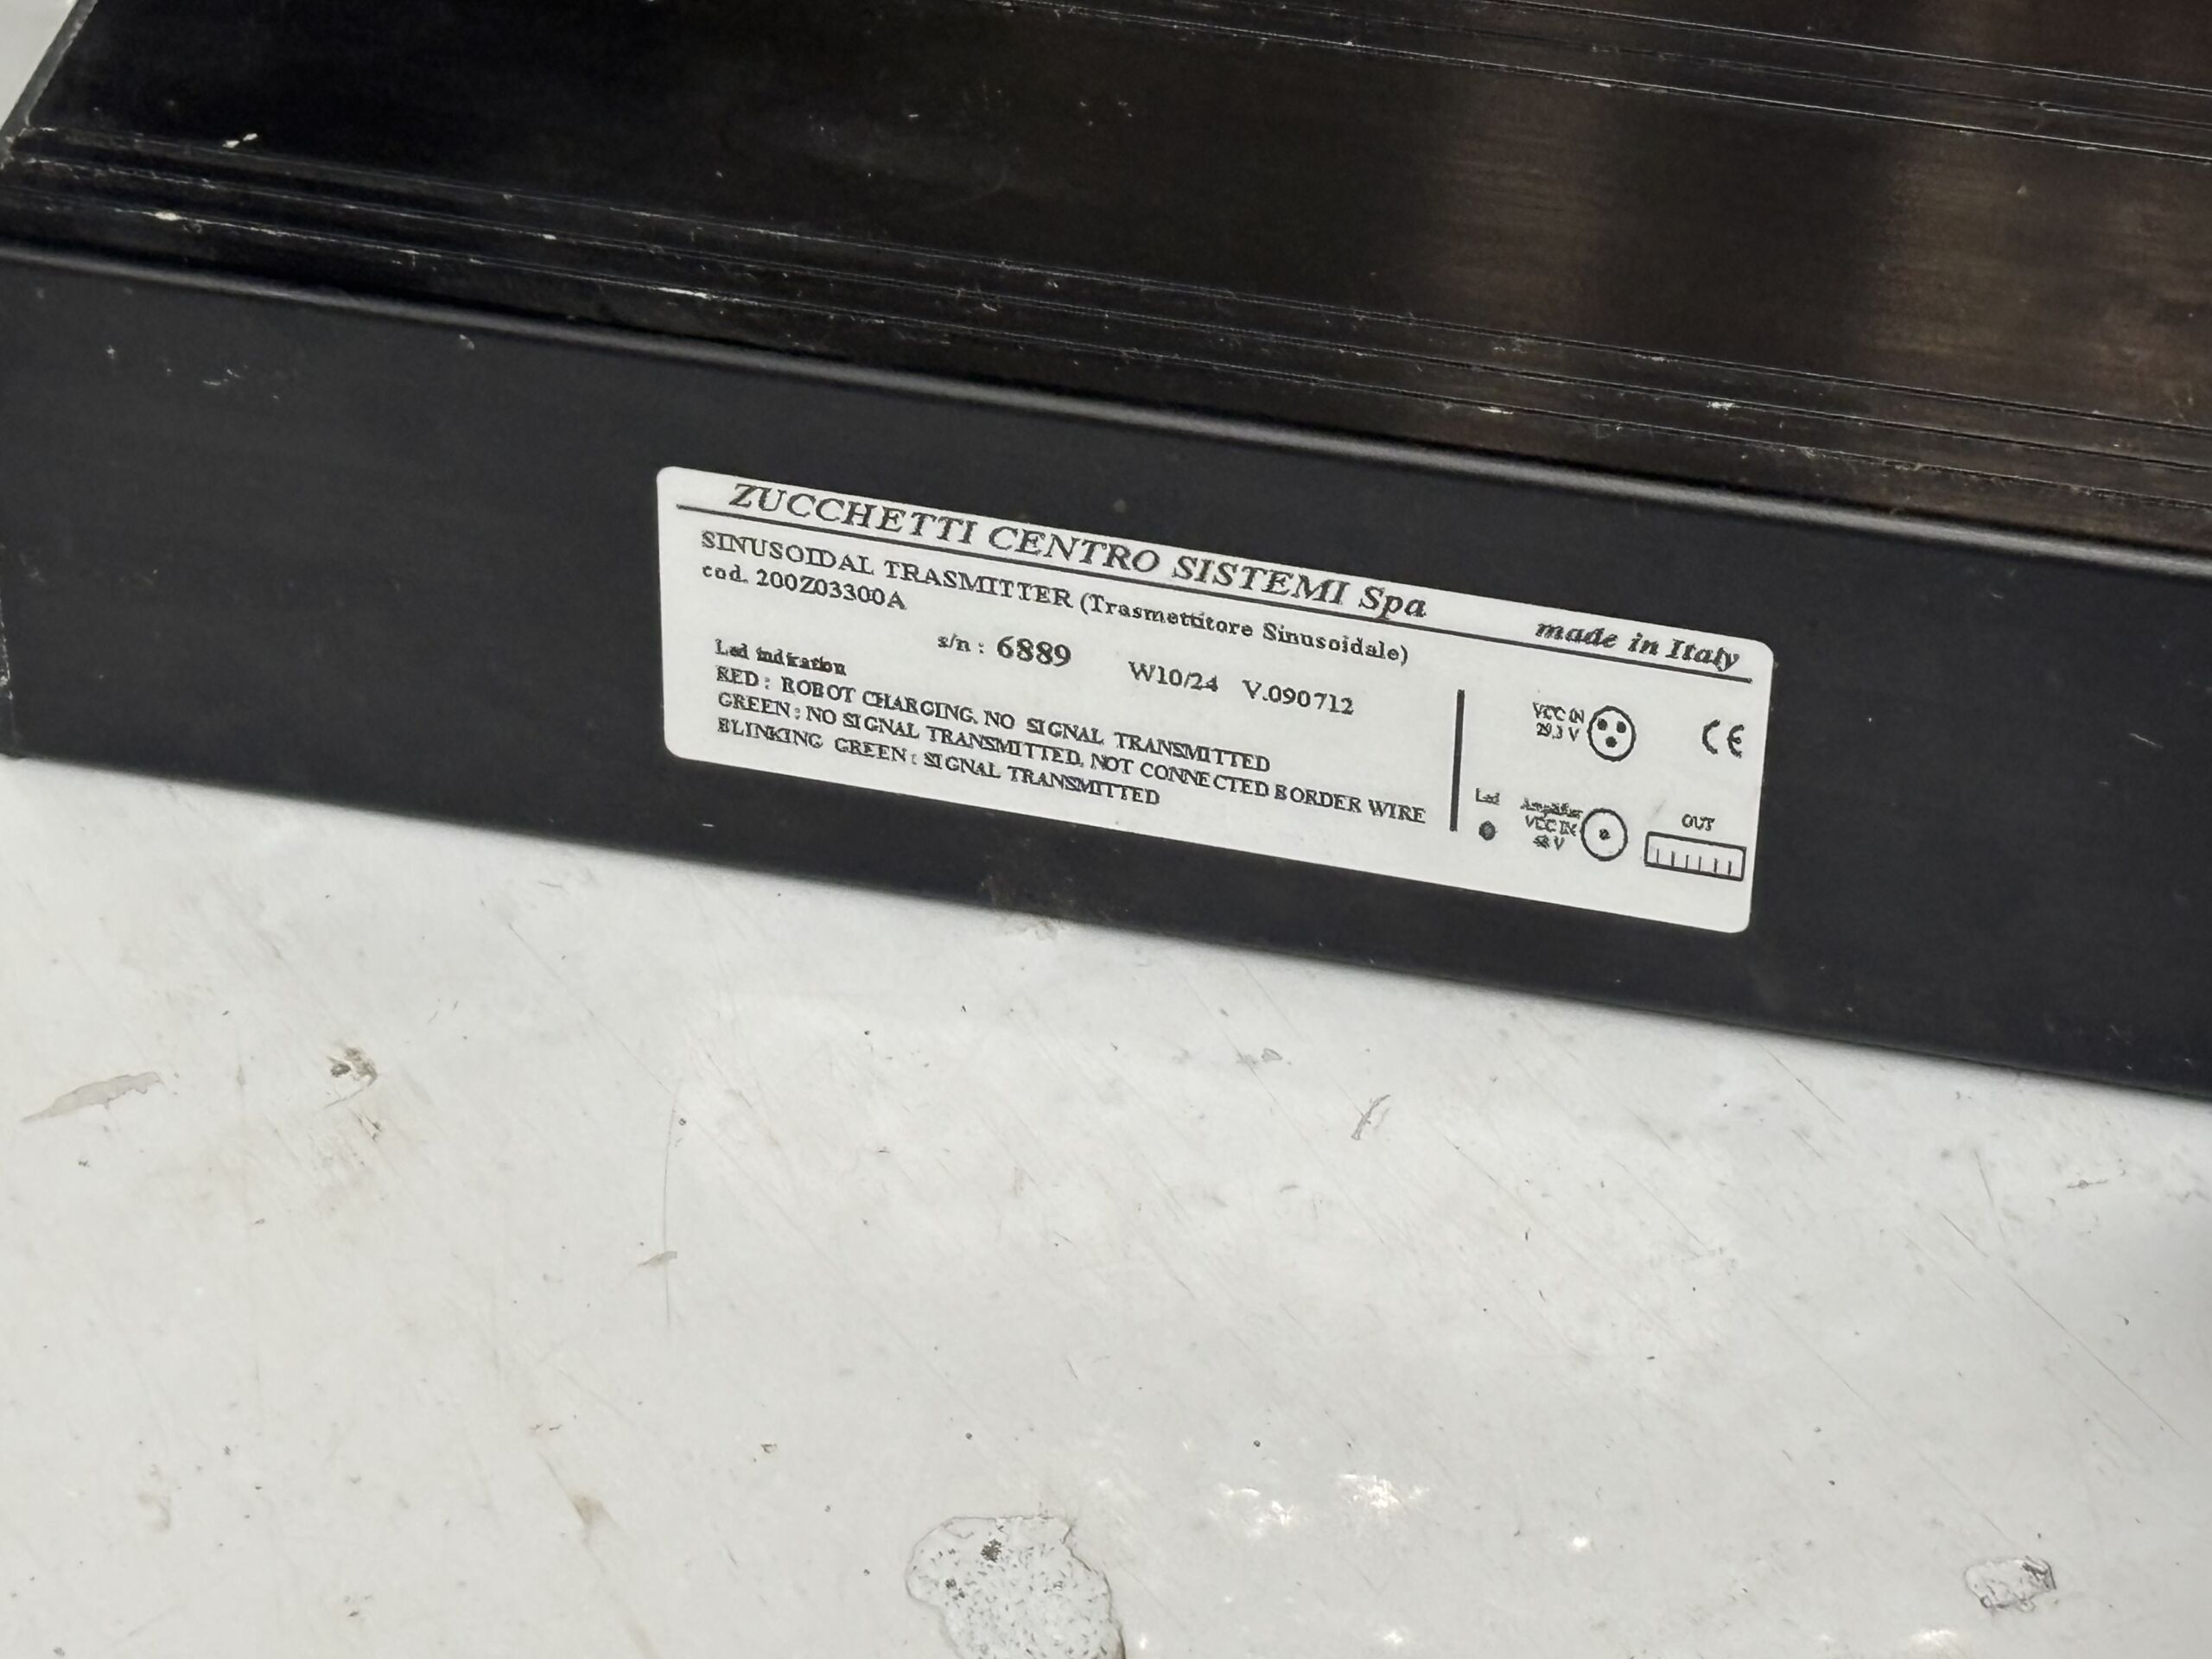 ZUCCHETTI CENTRO SISTEMI Spa made in Italy
SINUSOIDAL TRASMITTER (Trasmettitore Sinusoidale)
cod. 200Z03300A
s/n : 6889 W10/24 V.090712
Led indication
RED : ROBOT CHARGING, NO SIGNAL TRANSMITTED
GREEN : NO SIGNAL TRANSMITTED, NOT CONNECTED BORDER WIRE
BLINKING GREEN : SIGNAL TRANSMITTED
VCC IN
29,3 V
CE
Led
Amplifier
VCC IN
V
OUT